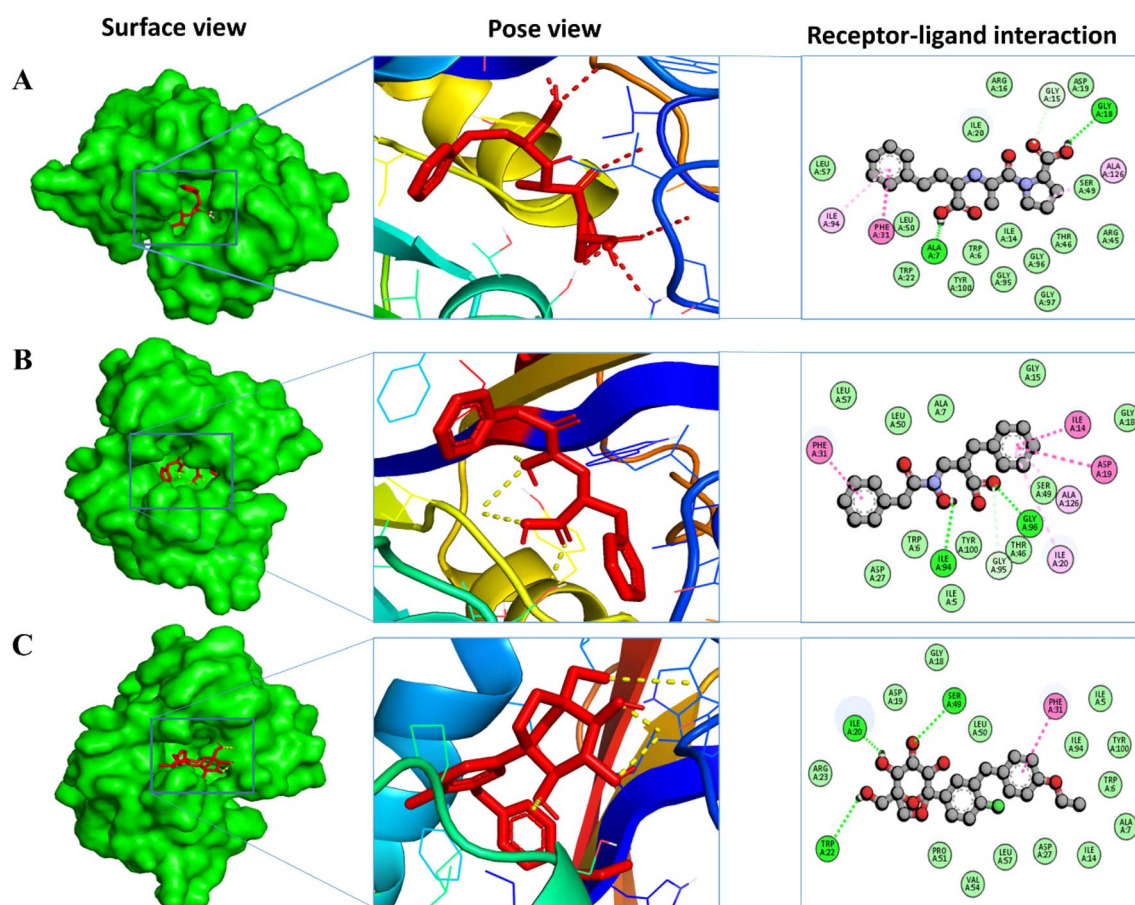 Surface view
Pose view
Receptor-ligand interaction
A
ARG
A:16
GLY
A:15
ASP
A:19
GLY
A:18
ILE
A:20
LEU
A:57
ALA
A:126
SER
A:49
ILE
A:94
PHE
A:31
LEU
A:50
ALA
A:7
TRP
A:6
ILE
A:14
GLY
A:96
THR
A:46
ARG
A:45
TRP
A:22
TYR
A:100
GLY
A:95
GLY
A:97
B
GLY
A:15
LEU
A:57
LEU
A:50
ALA
A:7
ILE
A:14
GLY
A:18
PHE
A:31
ASP
A:19
SER
A:49
ALA
A:126
GLY
A:96
TRP
A:6
TYR
A:100
THR
A:46
ILE
A:94
GLY
A:95
ILE
A:20
ASP
A:27
ILE
A:5
C
GLY
A:18
ASP
A:19
SER
A:49
PHE
A:31
ILE
A:5
ILE
A:20
LEU
A:50
ILE
A:94
TYR
A:100
ARG
A:23
TRP
A:6
ALA
A:7
TRP
A:22
PRO
A:51
LEU
A:57
ASP
A:27
ILE
A:14
VAL
A:54